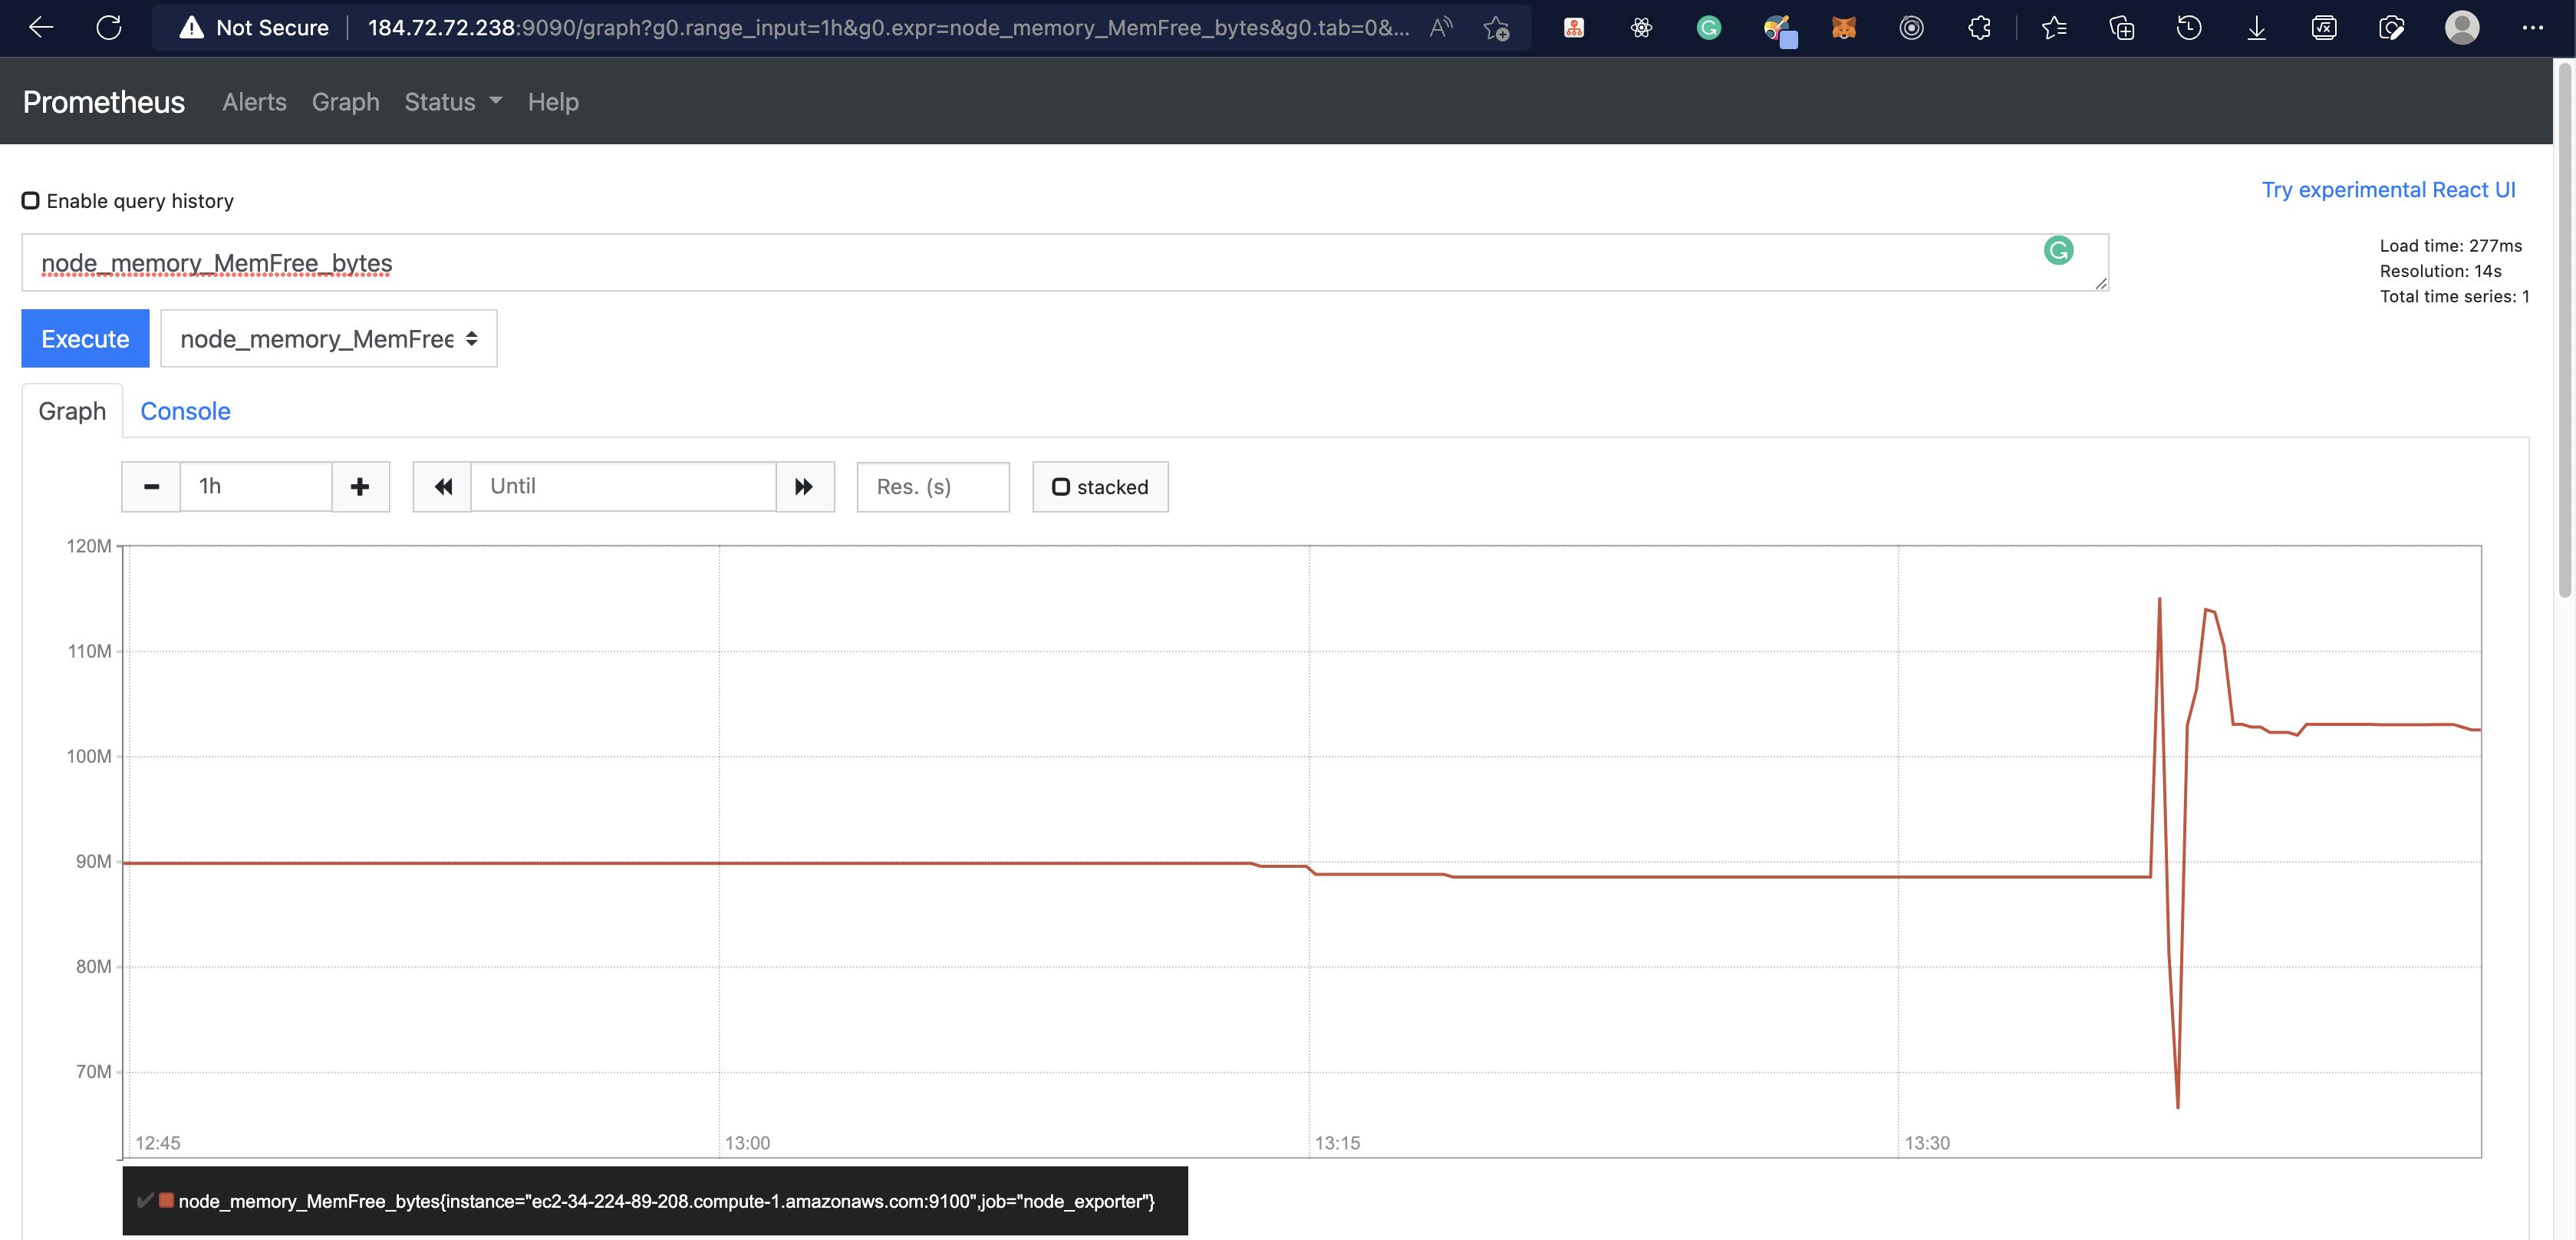 Not Secure 184.72.72.238:9090/graph?g0.range_input=1h&g0.expr=node_memory_MemFree_bytes&g0.tab=0&...
Prometheus Alerts Graph Status Help
Enable query history
Try experimental React UI
node_memory_MemFree_bytes
Load time: 277ms
Resolution: 14s
Total time series: 1
Execute node_memory_MemFree
Graph Console
1h Until Res. (s) stacked
120M
110M
100M
90M
80M
70M
12:45 13:00 13:15 13:30
node_memory_MemFree_bytes{instance="ec2-34-224-89-208.compute-1.amazonaws.com:9100",job="node_exporter"}